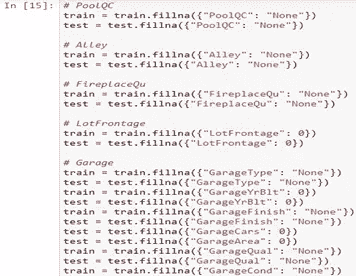 In [15]: # PoolQC
train = train.fillna({"PoolQC": "None"})
test = test.fillna({"PoolQC": "None"})
# Alley
train = train.fillna({"Alley": "None"})
test = test.fillna({"Alley": "None"})
# FireplaceQu
train = train.fillna({"FireplaceQu": "None"})
test = test.fillna({"FireplaceQu": "None"})
# LotFrontage
train = train.fillna({"LotFrontage": 0})
test = test.fillna({"LotFrontage": 0})
# Garage
train = train.fillna({"GarageType": "None"})
test = test.fillna({"GarageType": "None"})
train = train.fillna({"GarageYrBlt": 0})
test = test.fillna({"GarageYrBlt": 0})
train = train.fillna({"GarageFinish": "None"})
test = test.fillna({"GarageFinish": "None"})
test = test.fillna({"GarageCars": 0})
test = test.fillna({"GarageArea": 0})
train = train.fillna({"GarageQual": "None"})
test = test.fillna({"GarageQual": "None"})
train = train.fillna({"GarageCond": "None"})